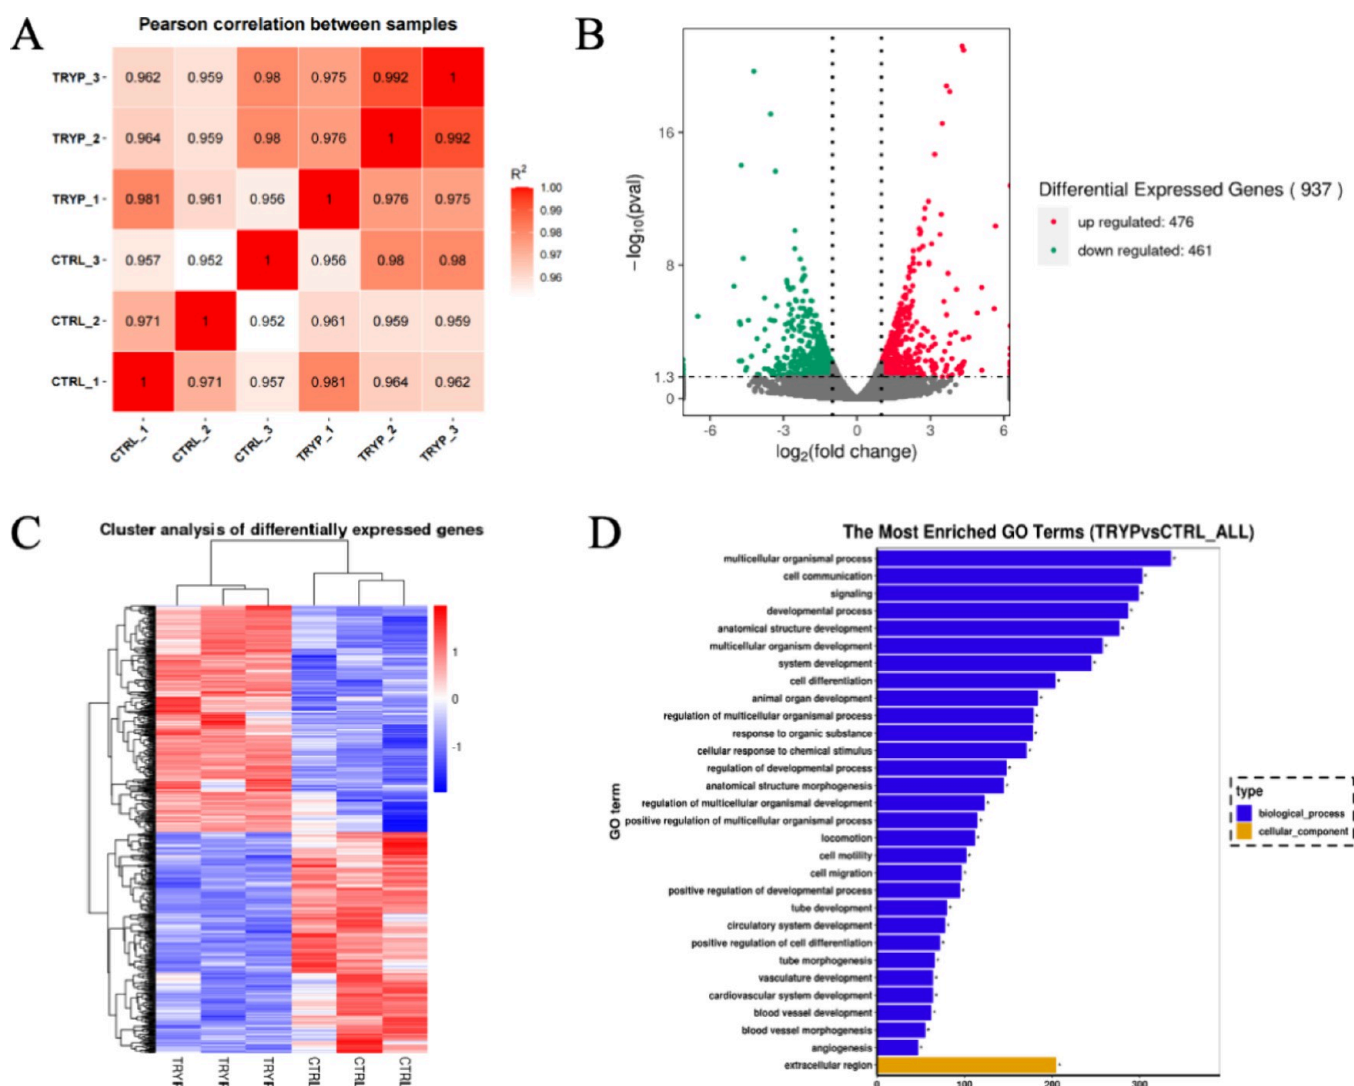 A
Pearson correlation between samples
TRYP_3 0.962 0.959 0.98 0.975 0.992 1
TRYP_2 0.964 0.959 0.98 0.976 1 0.992
TRYP_1 0.981 0.961 0.956 1 0.976 0.975
CTRL_3 0.957 0.952 1 0.956 0.98 0.98
CTRL_2 0.971 1 0.952 0.961 0.959 0.959
CTRL_1 1 0.971 0.957 0.981 0.964 0.962
CTRL_1 CTRL_2 CTRL_3 TRYP_1 TRYP_2 TRYP_3
R²
1.00
0.99
0.98
0.97
0.96
B
−log₁₀(pval)
16
8
1.3
0
-6 -3 0 3 6
log₂(fold change)
Differential Expressed Genes ( 937 )
up regulated: 476
down regulated: 461
C
Cluster analysis of differentially expressed genes
1
0
-1
TRYP TRYP TRYP CTRL CTRL CTRL
D
The Most Enriched GO Terms (TRYPvsCTRL_ALL)
GO term
multicellular organismal process
cell communication
signaling
developmental process
anatomical structure development
multicellular organism development
system development
cell differentiation
animal organ development
regulation of multicellular organismal process
response to organic substance
cellular response to chemical stimulus
regulation of developmental process
anatomical structure morphogenesis
regulation of multicellular organismal development
positive regulation of multicellular organismal process
locomotion
cell motility
cell migration
positive regulation of developmental process
tube development
circulatory system development
positive regulation of cell differentiation
tube morphogenesis
vasculature development
cardiovascular system development
blood vessel development
blood vessel morphogenesis
angiogenesis
extracellular region
0 100 200 300
type
biological_process
cellular_component